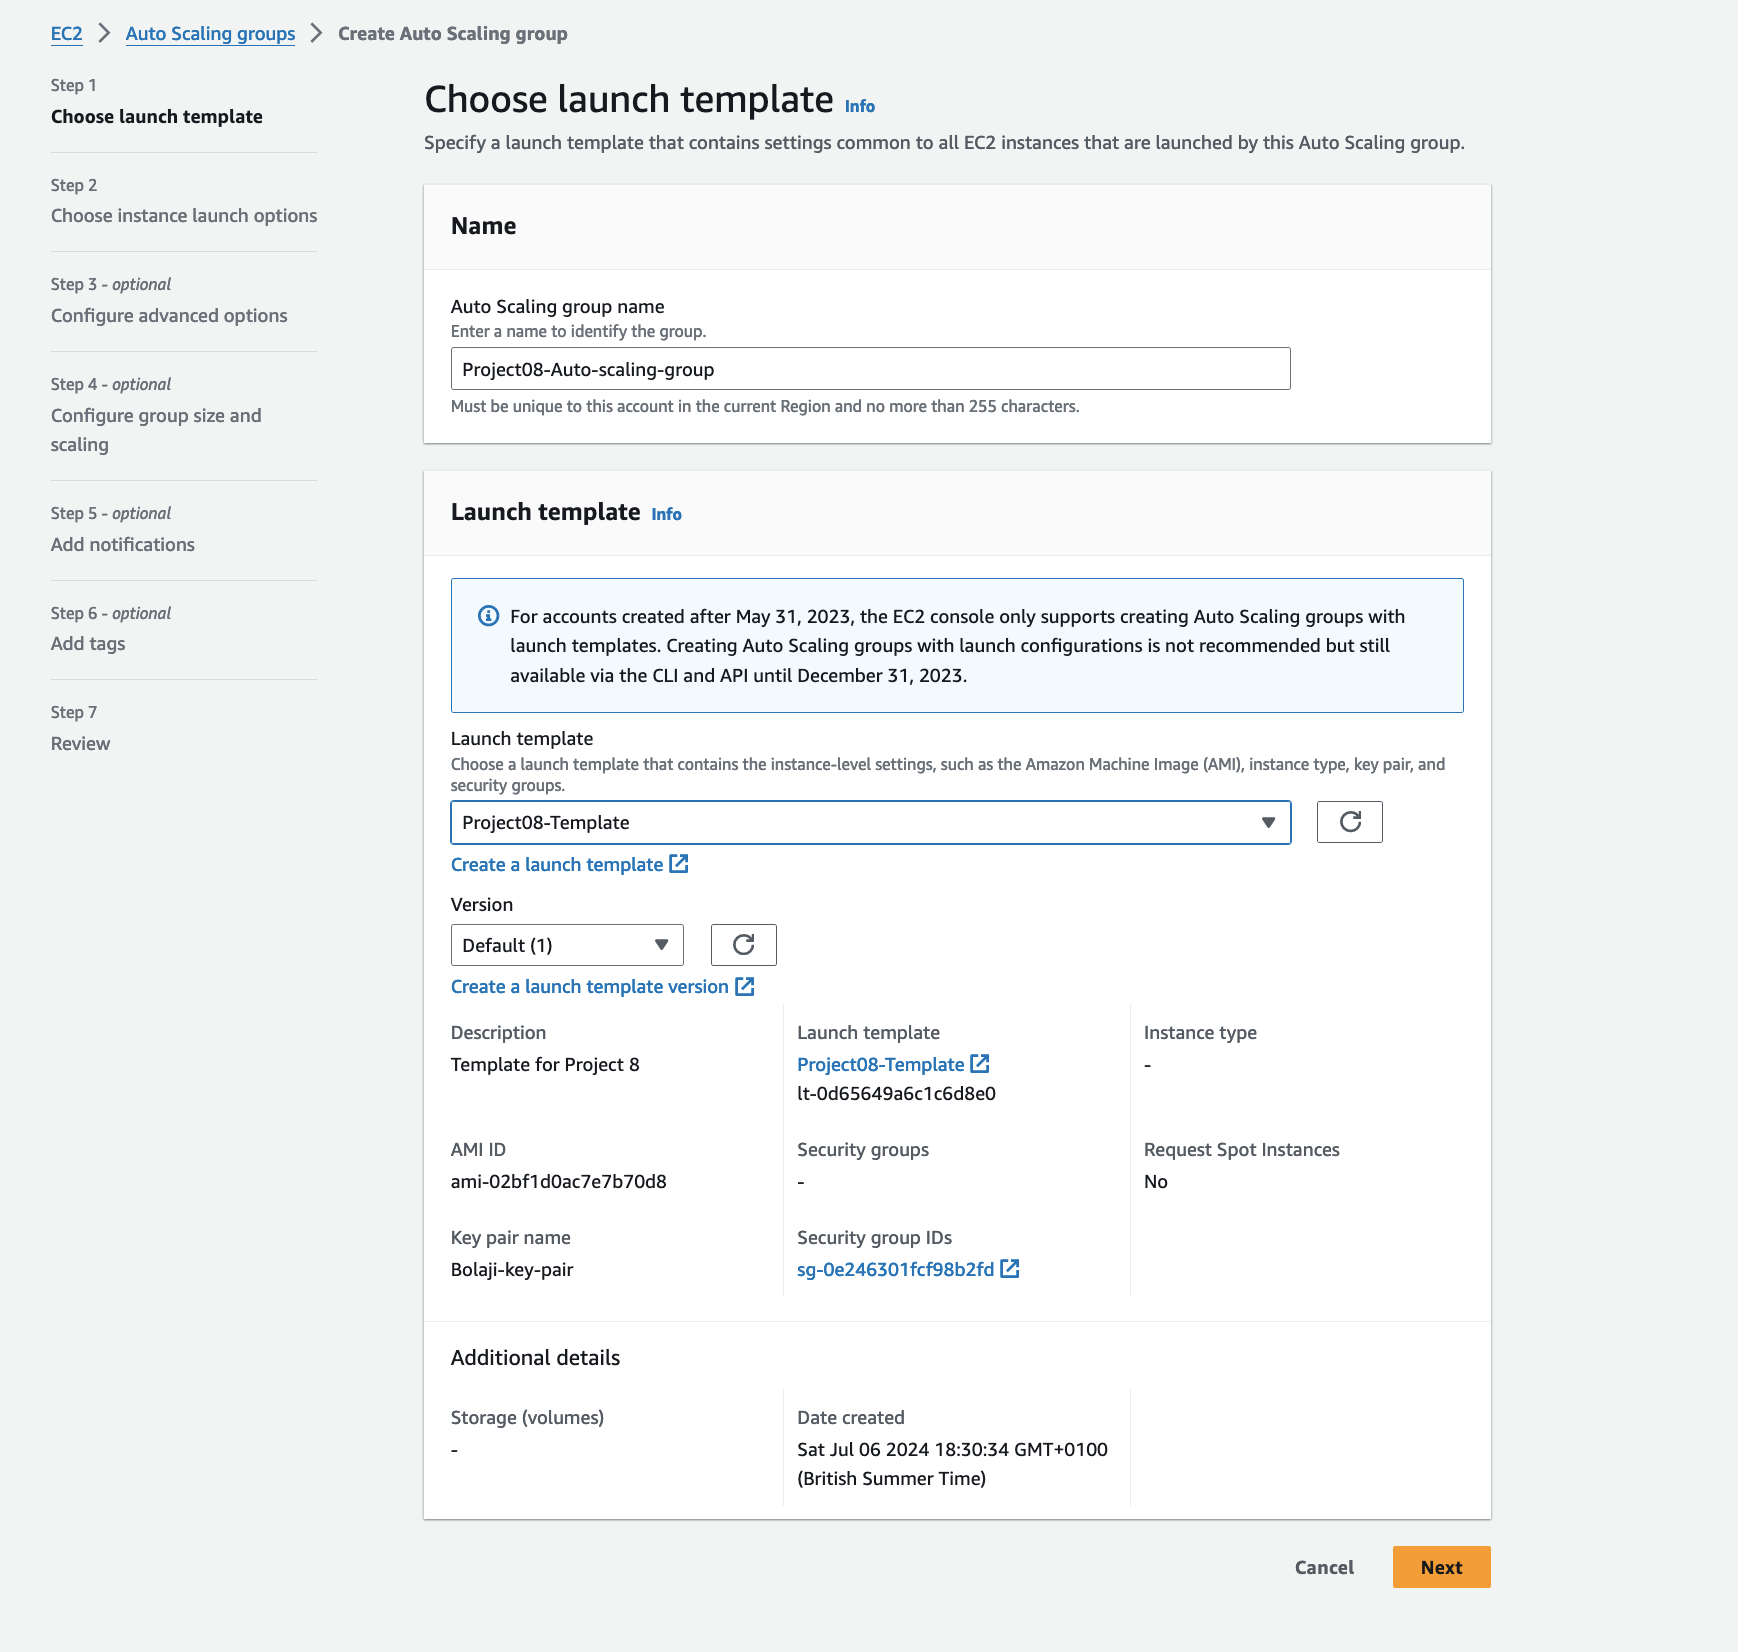 EC2 > Auto Scaling groups > Create Auto Scaling group
Step 1
Choose launch template
Step 2
Choose instance launch options
Step 3 - optional
Configure advanced options
Step 4 - optional
Configure group size and
scaling
Step 5 - optional
Add notifications
Step 6 - optional
Add tags
Step 7
Review
Choose launch template Info
Specify a launch template that contains settings common to all EC2 instances that are launched by this Auto Scaling group.
Name
Auto Scaling group name
Enter a name to identify the group.
Project08-Auto-scaling-group
Must be unique to this account in the current Region and no more than 255 characters.
Launch template Info
For accounts created after May 31, 2023, the EC2 console only supports creating Auto Scaling groups with
launch templates. Creating Auto Scaling groups with launch configurations is not recommended but still
available via the CLI and API until December 31, 2023.
Launch template
Choose a launch template that contains the instance-level settings, such as the Amazon Machine Image (AMI), instance type, key pair, and
security groups.
Project08-Template
Create a launch template
Version
Default (1)
Create a launch template version
Description
Template for Project 8
Launch template
Project08-Template
lt-0d65649a6c1c6d8e0
Instance type
-
AMI ID
ami-02bf1d0ac7e7b70d8
Security groups
-
Request Spot Instances
No
Key pair name
Bolaji-key-pair
Security group IDs
sg-0e246301fcf98b2fd
Additional details
Storage (volumes)
-
Date created
Sat Jul 06 2024 18:30:34 GMT+0100
(British Summer Time)
Cancel
Next